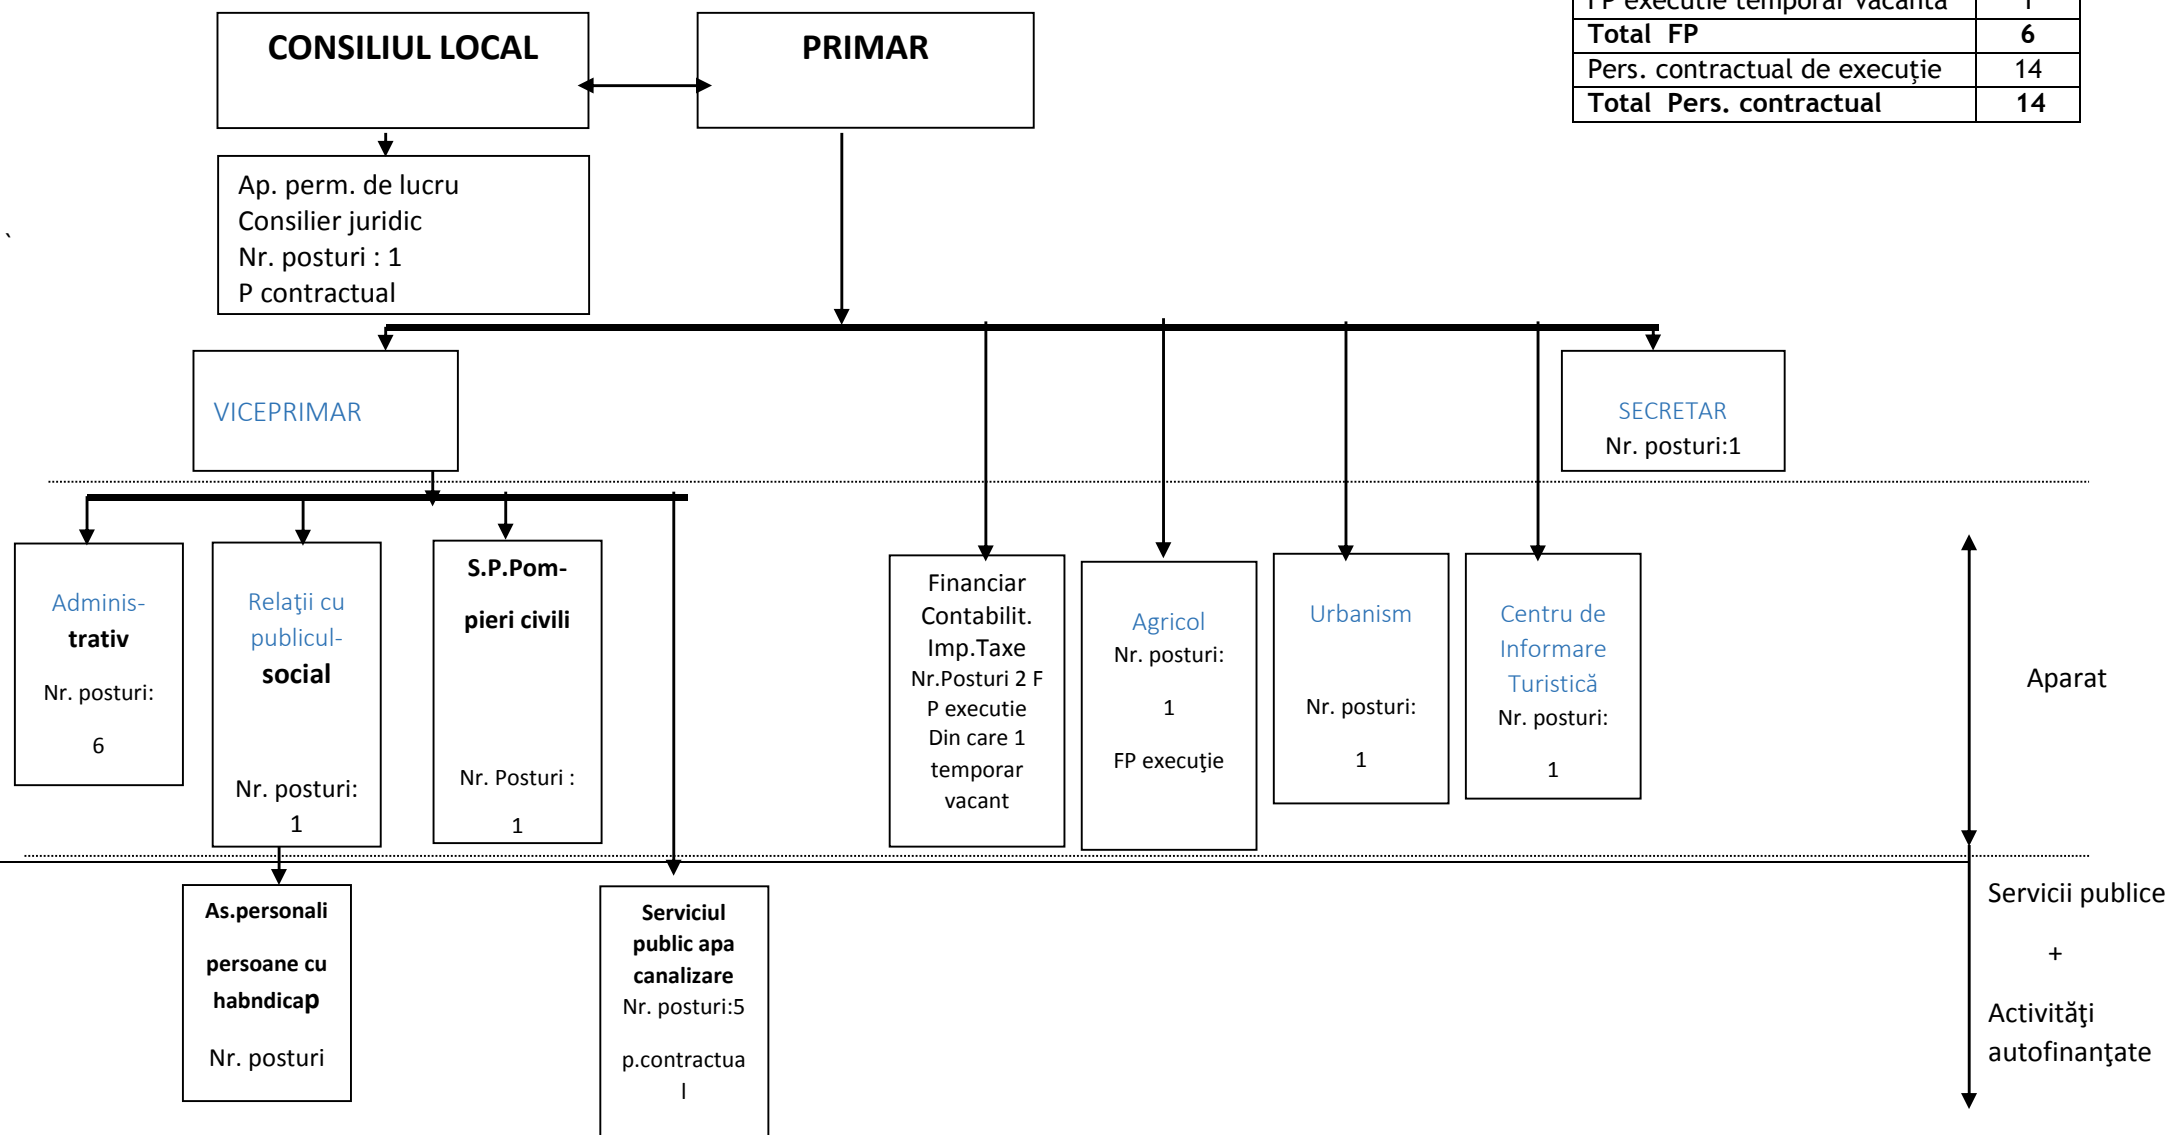 FP executie temporar vacanta 1
Total FP 6
Pers. contractual de execuţie 14
Total Pers. contractual 14
CONSILIUL LOCAL
PRIMAR
Ap. perm. de lucru
Consilier juridic
Nr. posturi : 1
P contractual
`
VICEPRIMAR
SECRETAR
Nr. posturi:1
Adminis-
trativ
Nr. posturi:
6
Relaţii cu
publicul-
social
Nr. posturi:
1
S.P.Pom-
pieri civili
Nr. Posturi :
1
Financiar
Contabilit.
Imp.Taxe
Nr.Posturi 2 F
P executie
Din care 1
temporar
vacant
Agricol
Nr. posturi:
1
FP execuţie
Urbanism
Nr. posturi:
1
Centru de
Informare
Turistică
Nr. posturi:
1
Aparat
As.personali
persoane cu
habndicap
Nr. posturi
Serviciul
public apa
canalizare
Nr. posturi:5
p.contractua
l
Servicii publice
+
Activităţi
autofinanţate